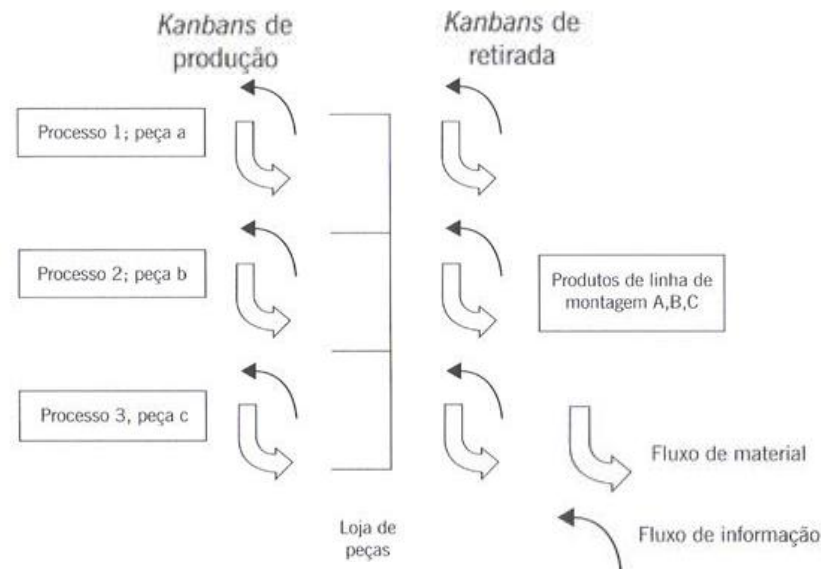 Kanbans de
produção
Kanbans de
retirada
Processo 1; peça a
Processo 2; peça b
Produtos de linha de
montagem A,B,C
Processo 3, peça c
Fluxo de material
Loja de
peças
Fluxo de informação